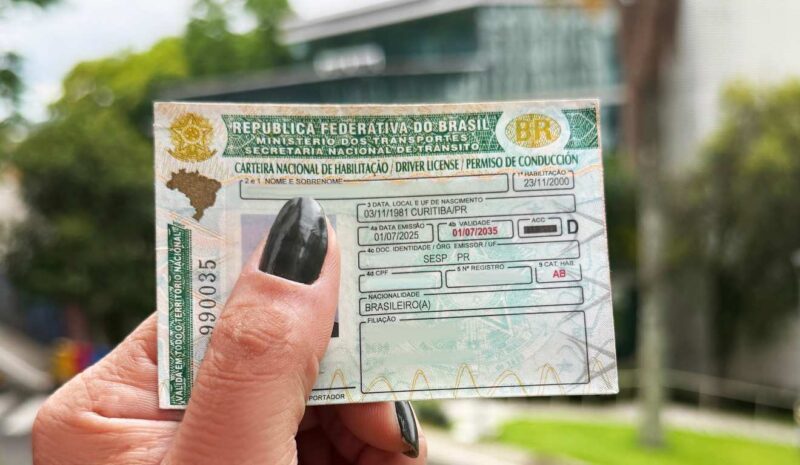 REPÚBLICA FEDERATIVA DO BRASIL
MINISTÉRIO DOS TRANSPORTES
SECRETARIA NACIONAL DE TRÂNSITO
BR
CARTEIRA NACIONAL DE HABILITAÇÃO / DRIVER LICENSE / PERMISO DE CONDUCCIÓN
2 e 1 NOME E SOBRENOME
1ª HABILITAÇÃO
23/11/2000
3 DATA, LOCAL E UF DE NASCIMENTO
03/11/1981 CURITIBA/PR
4a DATA EMISSÃO
01/07/2025
4b VALIDADE
01/07/2035
ACC
D
4c DOC. IDENTIDADE / ÓRG. EMISSOR / UF
SESP PR
4d CPF
5 Nº REGISTRO
9 CAT. HAB.
AB
NACIONALIDADE
BRASILEIRO(A)
FILIAÇÃO
PORTADOR
VÁLIDA EM TODO O TERRITÓRIO NACIONAL
990035